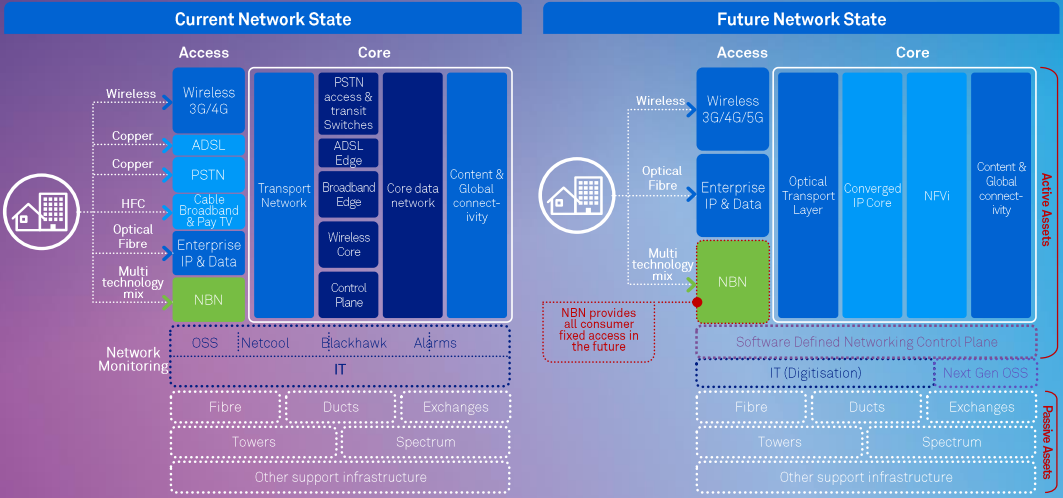 Current Network State
Access
Core
Wireless
Copper
Copper
HFC
Optical
Fibre
Multi
technology
mix
Wireless
3G/4G
ADSL
PSTN
Cable
Broadband
& Pay TV
Enterprise
IP & Data
NBN
Transport
Network
PSTN
access &
transit
Switches
ADSL
Edge
Broadband
Edge
Wireless
Core
Control
Plane
Core data
network
Content &
Global
connect-
ivity
Network
Monitoring
OSS
Netcool
Blackhawk
Alarms
IT
Fibre
Ducts
Exchanges
Towers
Spectrum
Other support infrastructure
Future Network State
Access
Core
Wireless
Optical
Fibre
Multi
technology
mix
Wireless
3G/4G/5G
Enterprise
IP & Data
NBN
NBN provides
all consumer
fixed access in
the future
Optical
Transport
Layer
Converged
IP Core
NFVi
Content &
Global
connect-
ivity
Software Defined Networking Control Plane
IT (Digitisation)
Next Gen OSS
Fibre
Ducts
Exchanges
Towers
Spectrum
Other support infrastructure
Active Assets
Passive Assets